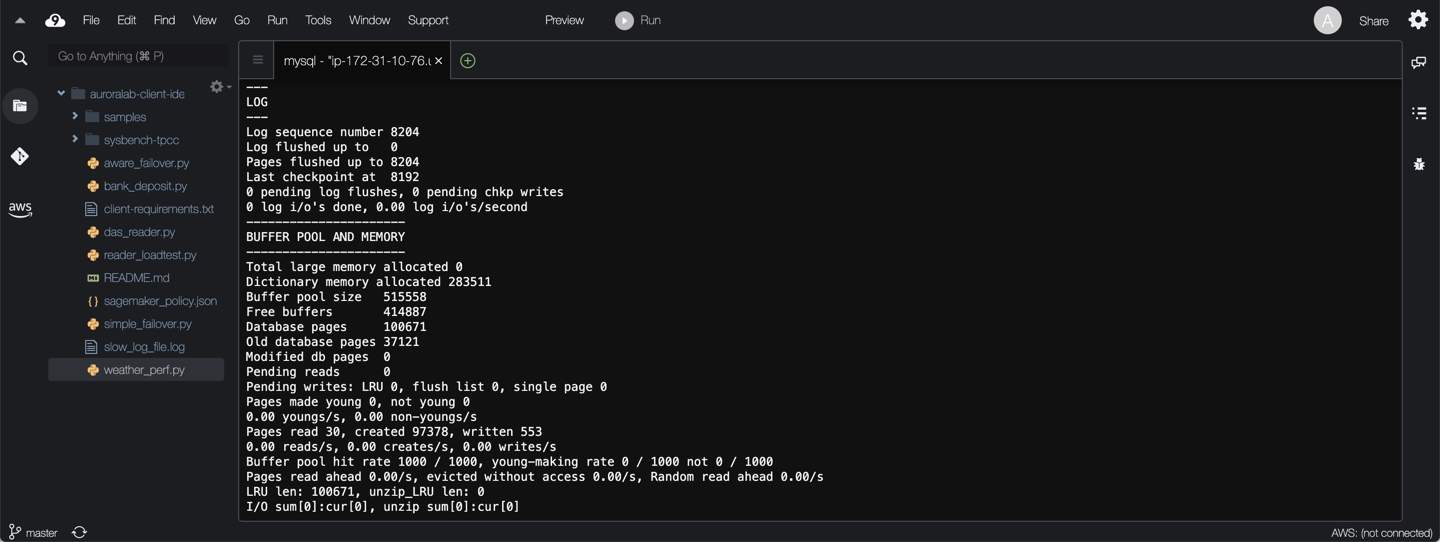 9 File Edit Find View Go Run Tools Window Support Preview Run A Share
Go to Anything (⌘ P)
auroralab-client-ide
samples
sysbench-tpcc
aware_failover.py
bank_deposit.py
client-requirements.txt
das_reader.py
reader_loadtest.py
README.md
sagemaker_policy.json
simple_failover.py
slow_log_file.log
weather_perf.py
aws
mysql - "ip-172-31-10-76.u ×
---
LOG
---
Log sequence number 8204
Log flushed up to   0
Pages flushed up to 8204
Last checkpoint at  8192
0 pending log flushes, 0 pending chkp writes
0 log i/o's done, 0.00 log i/o's/second
----------------------
BUFFER POOL AND MEMORY
----------------------
Total large memory allocated 0
Dictionary memory allocated 283511
Buffer pool size   515558
Free buffers       414887
Database pages     100671
Old database pages 37121
Modified db pages  0
Pending reads      0
Pending writes: LRU 0, flush list 0, single page 0
Pages made young 0, not young 0
0.00 youngs/s, 0.00 non-youngs/s
Pages read 30, created 97378, written 553
0.00 reads/s, 0.00 creates/s, 0.00 writes/s
Buffer pool hit rate 1000 / 1000, young-making rate 0 / 1000 not 0 / 1000
Pages read ahead 0.00/s, evicted without access 0.00/s, Random read ahead 0.00/s
LRU len: 100671, unzip_LRU len: 0
I/O sum[0]:cur[0], unzip sum[0]:cur[0]
master
AWS: (not connected)